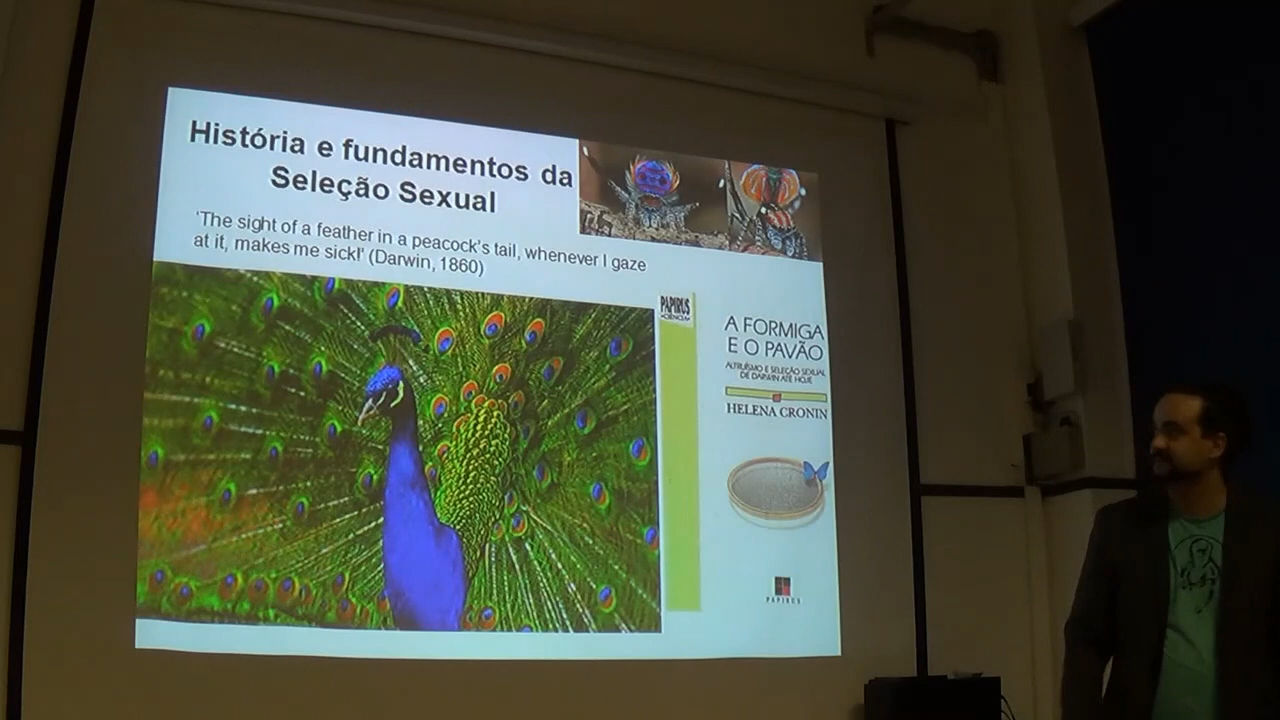 História e fundamentos da
Seleção Sexual
'The sight of a feather in a peacock's tail, whenever I gaze
at it, makes me sick!' (Darwin, 1860)
PAPIRUS
CIÊNCIA
A FORMIGA
E O PAVÃO
ALTRUÍSMO E SELEÇÃO SEXUAL
DE DARWIN ATÉ HOJE
HELENA CRONIN
PAPIRUS